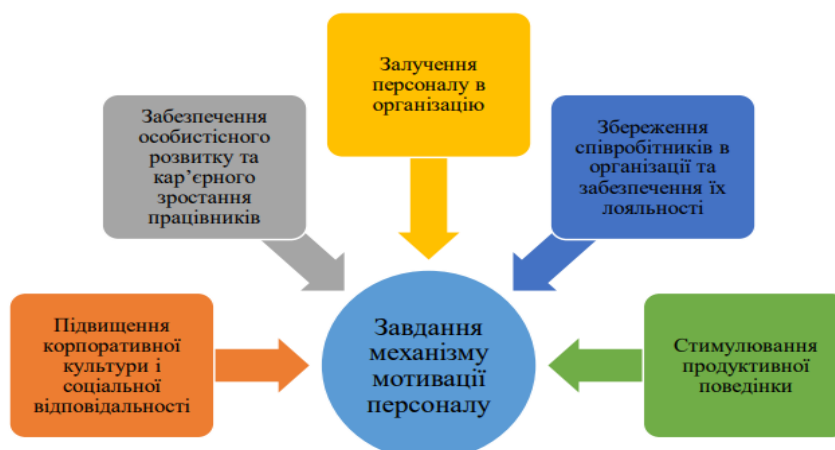 Залучення
персоналу в
організацію
Забезпечення
особистісного
розвитку та
кар’єрного
зростання
працівників
Збереження
співробітників в
організації та
забезпечення їх
лояльності
Підвищення
корпоративної
культури і
соціальної
відповідальності
Завдання
механізму
мотивації
персоналу
Стимулювання
продуктивної
поведінки